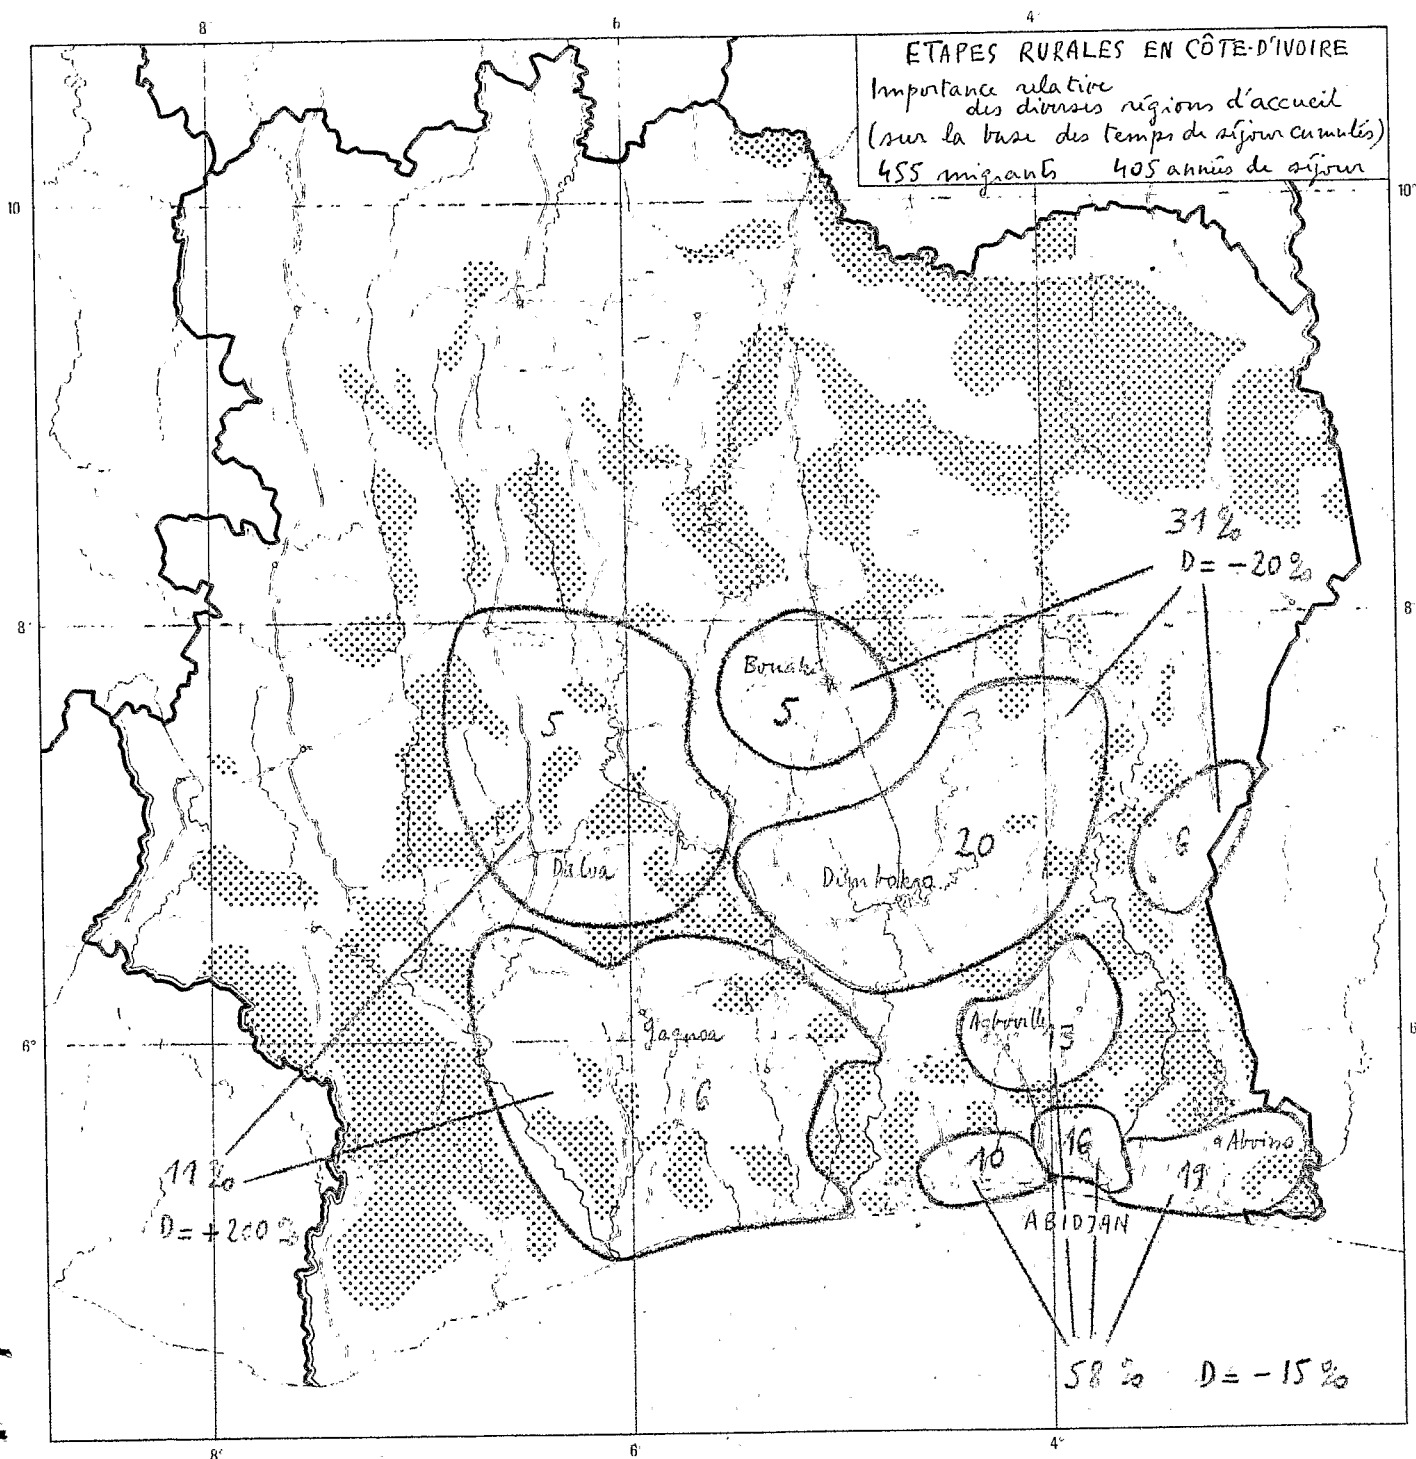 8
6
4
ETAPES RURALES EN CÔTE-D'IVOIRE
Importance relative
des diverses régions d'accueil
(sur la base des temps de séjour cumulés)
455 migrants 405 années de séjour
10
10°
31%
D= -20%
8°
8°
Bouaké
5
5
20
6
Daloa
Dimbokro
Agboville
13
6°
6°
Gagnoa
6
11%
D= +200%
10
16
19
Aboisso
ABIDJAN
58% D= -15%
8°
6
4°